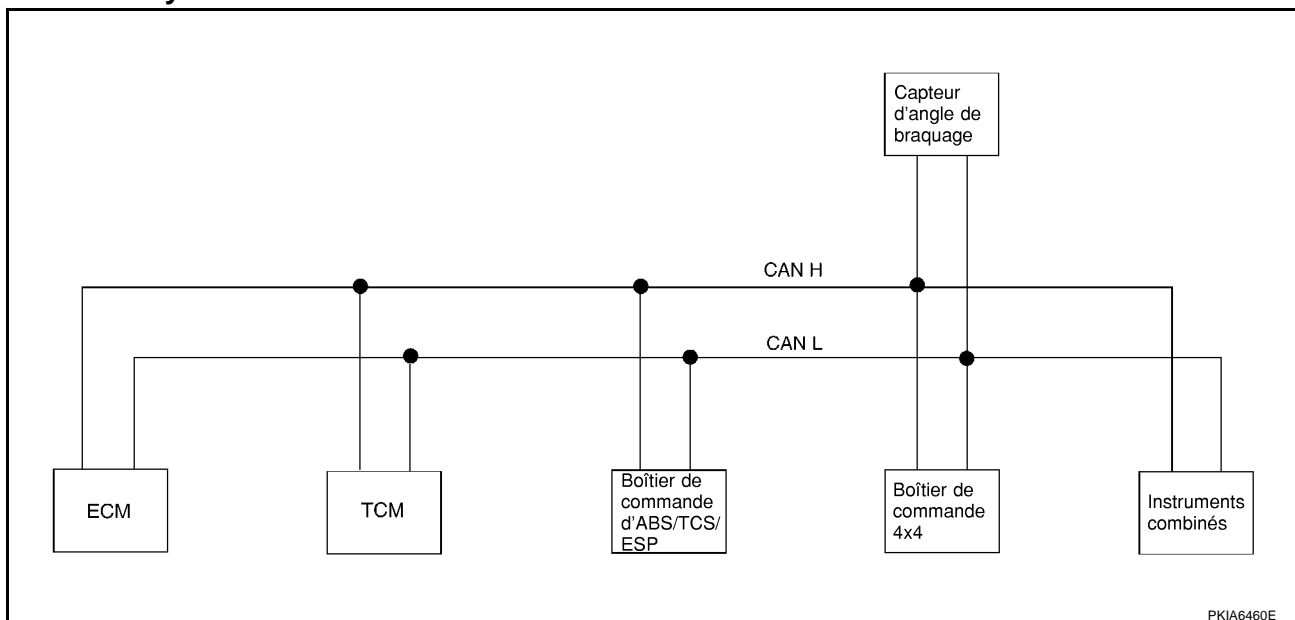 Capteur
d'angle de
braquage
CAN H
CAN L
ECM
TCM
Boîtier de
commande
d'ABS/TCS/
ESP
Boîtier de
commande
4x4
Instruments
combinés
PKIA6460E